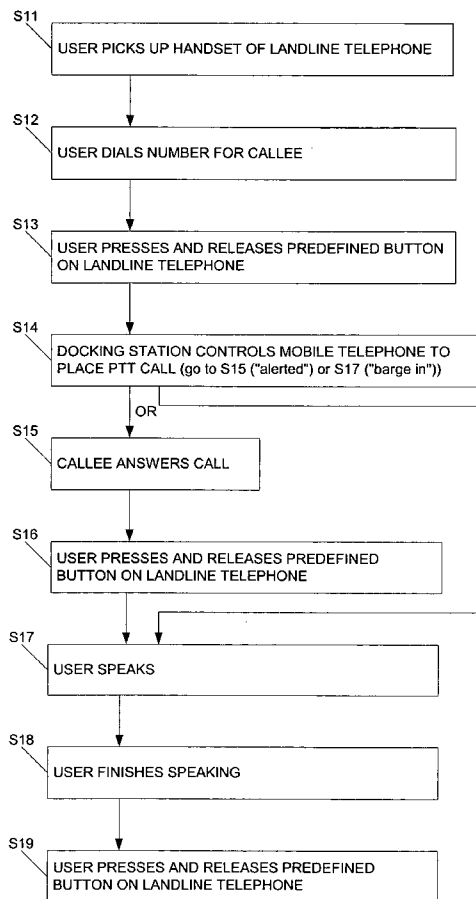 S11
USER PICKS UP HANDSET OF LANDLINE TELEPHONE
S12
USER DIALS NUMBER FOR CALLEE
S13
USER PRESSES AND RELEASES PREDEFINED BUTTON
ON LANDLINE TELEPHONE
S14
DOCKING STATION CONTROLS MOBILE TELEPHONE TO
PLACE PTT CALL (go to S15 ("alerted") or S17 ("barge in"))
OR
S15
CALLEE ANSWERS CALL
S16
USER PRESSES AND RELEASES PREDEFINED
BUTTON ON LANDLINE TELEPHONE
S17
USER SPEAKS
S18
USER FINISHES SPEAKING
S19
USER PRESSES AND RELEASES PREDEFINED
BUTTON ON LANDLINE TELEPHONE